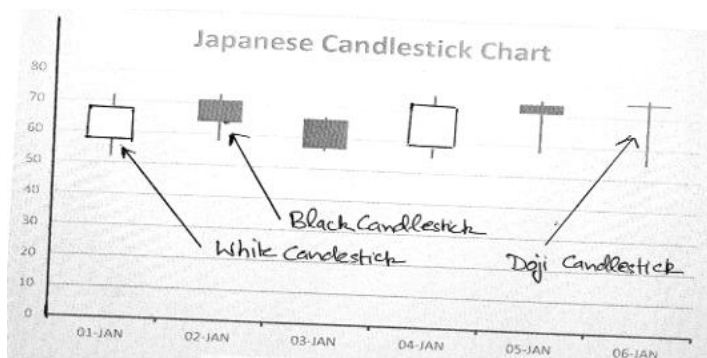 Japanese Candlestick Chart
80
70
60
50
40
30
20
10
0
Black Candlestick
White Candestick
Doji Candlestick
01-JAN 02-JAN 03-JAN 04-JAN 05-JAN 06-JAN